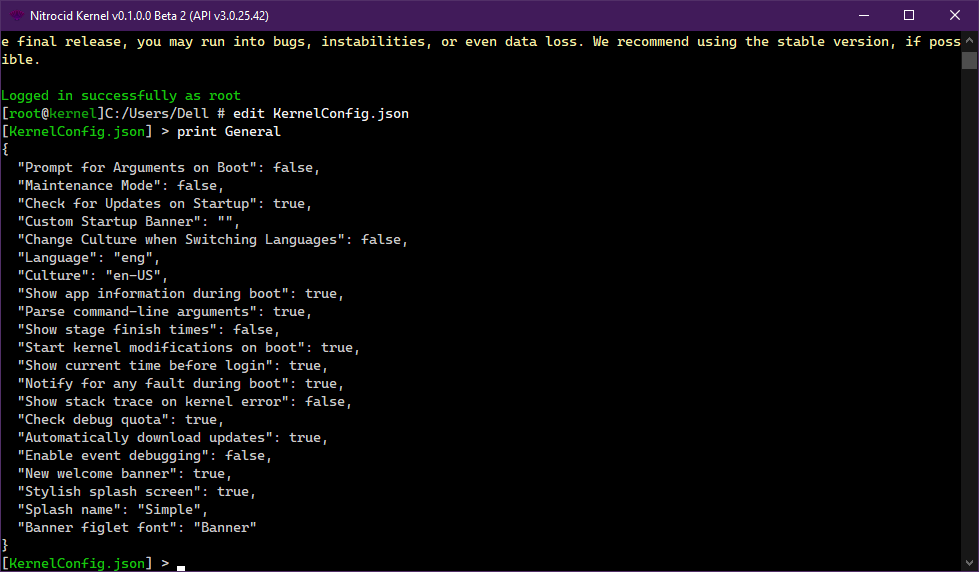 Nitrocid Kernel v0.1.0.0 Beta 2 (API v3.0.25.42)
e final release, you may run into bugs, instabilities, or even data loss. We recommend using the stable version, if poss
ible.
Logged in successfully as root
[root@kernel]C:/Users/Dell # edit KernelConfig.json
[KernelConfig.json] > print General
{
  "Prompt for Arguments on Boot": false,
  "Maintenance Mode": false,
  "Check for Updates on Startup": true,
  "Custom Startup Banner": "",
  "Change Culture when Switching Languages": false,
  "Language": "eng",
  "Culture": "en-US",
  "Show app information during boot": true,
  "Parse command-line arguments": true,
  "Show stage finish times": false,
  "Start kernel modifications on boot": true,
  "Show current time before login": true,
  "Notify for any fault during boot": true,
  "Show stack trace on kernel error": false,
  "Check debug quota": true,
  "Automatically download updates": true,
  "Enable event debugging": false,
  "New welcome banner": true,
  "Stylish splash screen": true,
  "Splash name": "Simple",
  "Banner figlet font": "Banner"
}
[KernelConfig.json] >